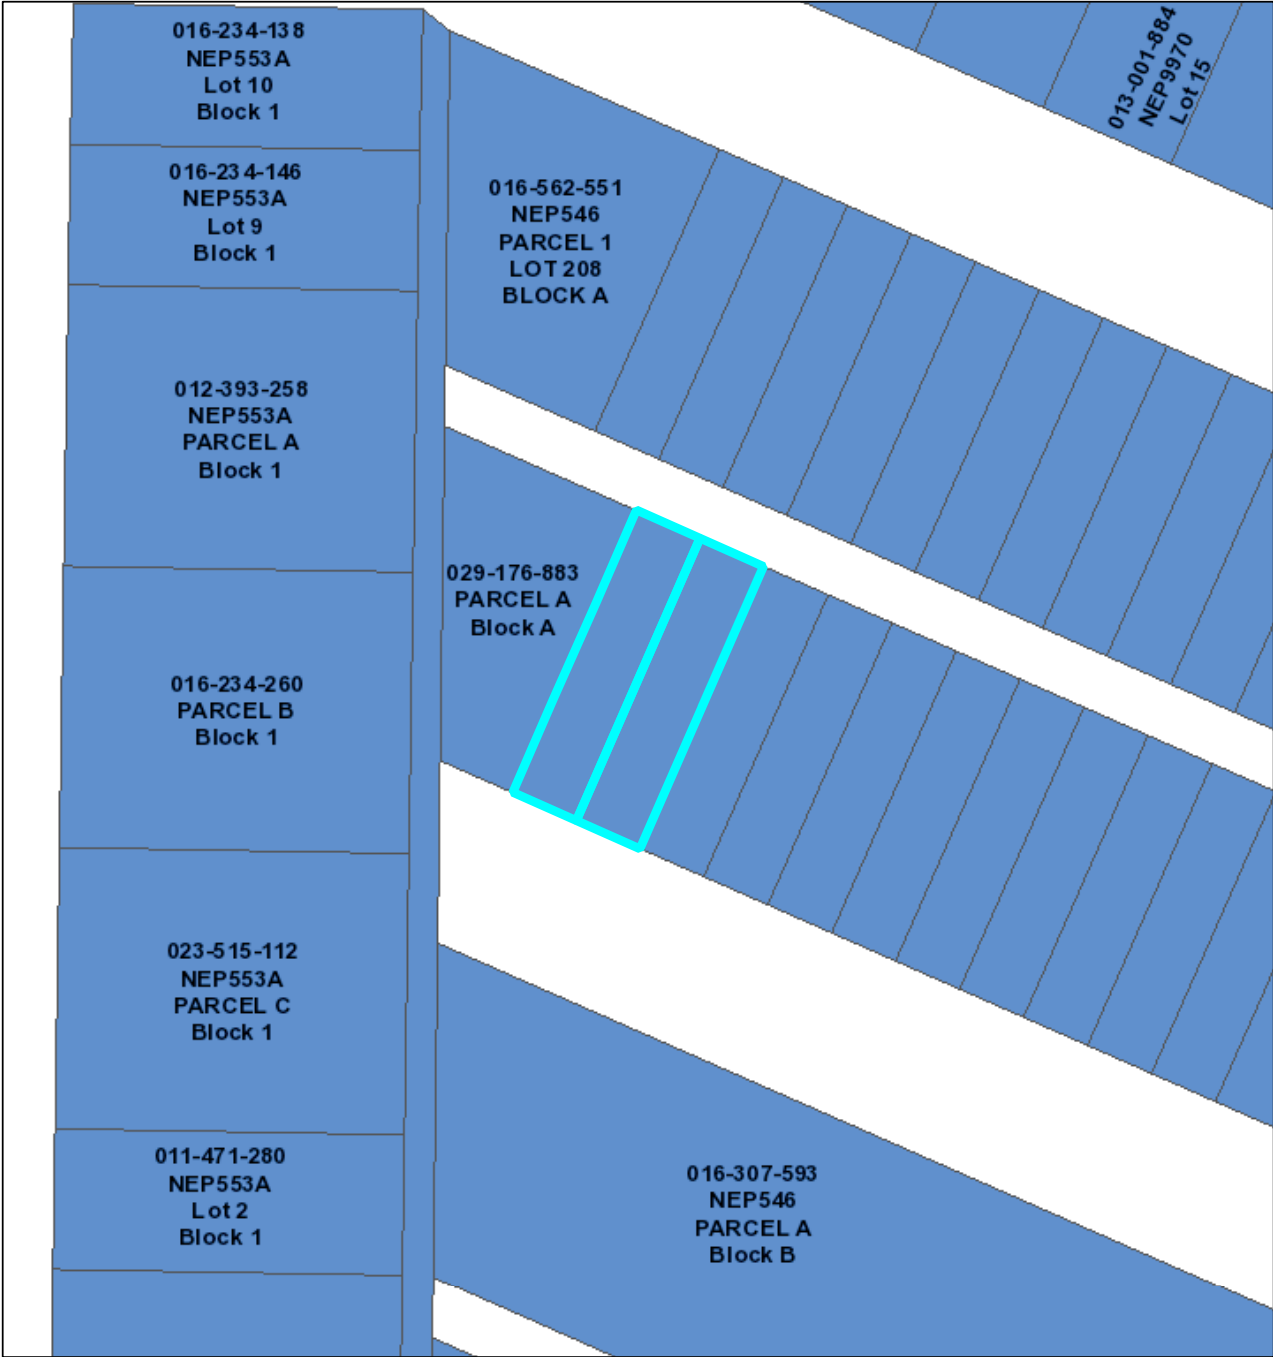 016-234-138
NEP553A
Lot 10
Block 1
016-234-146
NEP553A
Lot 9
Block 1
012-393-258
NEP553A
PARCEL A
Block 1
016-234-260
PARCEL B
Block 1
023-515-112
NEP553A
PARCEL C
Block 1
011-471-280
NEP553A
Lot 2
Block 1
016-562-551
NEP546
PARCEL 1
LOT 208
BLOCK A
029-176-883
PARCEL A
Block A
016-307-593
NEP546
PARCEL A
Block B
013-001-884
NEP9970
Lot 15